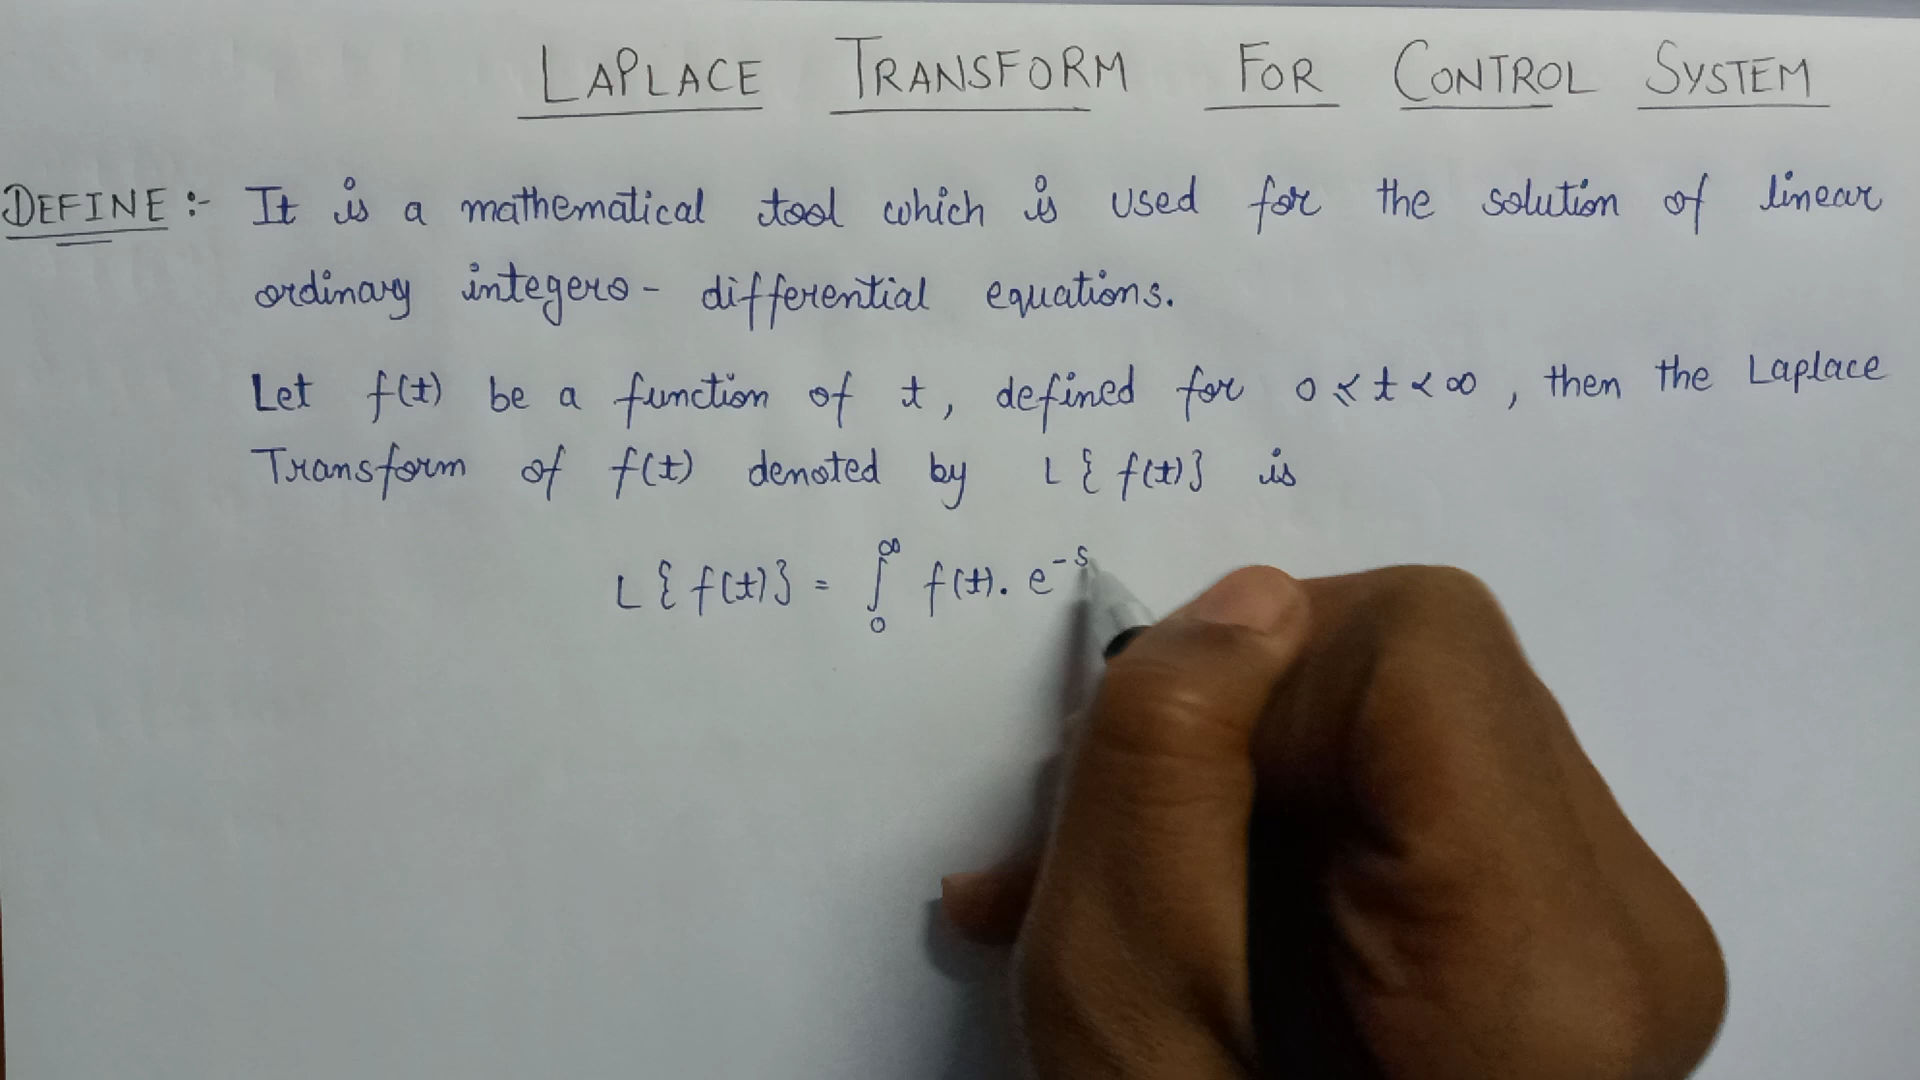 LAPLACE TRANSFORM FOR CONTROL SYSTEM
DEFINE :- It is a mathematical tool which is used for the solution of linear
ordinary integero - differential equations.
Let f(t) be a function of t, defined for 0 ⩽ t < ∞ , then the Laplace
Transform of f(t) denoted by L { f(t) } is
L { f(t) } = ∫₀^∞ f(t). e^-s